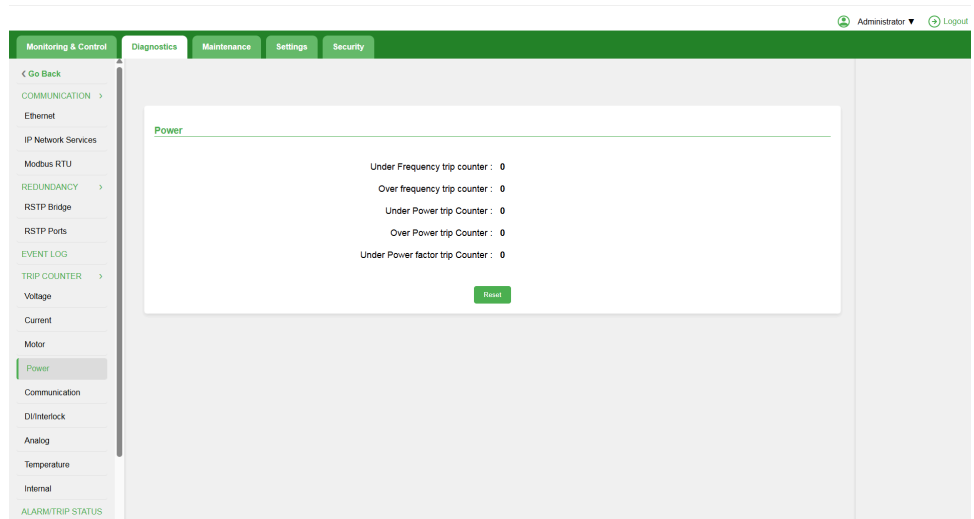 Administrator ▼ Logout
Monitoring & Control Diagnostics Maintenance Settings Security
< Go Back
COMMUNICATION >
Ethernet
IP Network Services
Modbus RTU
REDUNDANCY >
RSTP Bridge
RSTP Ports
EVENT LOG
TRIP COUNTER >
Voltage
Current
Motor
Power
Communication
DI/Interlock
Analog
Temperature
Internal
ALARM/TRIP STATUS
Power
Under Frequency trip counter : 0
Over frequency trip counter : 0
Under Power trip Counter : 0
Over Power trip Counter : 0
Under Power factor trip Counter : 0
Reset